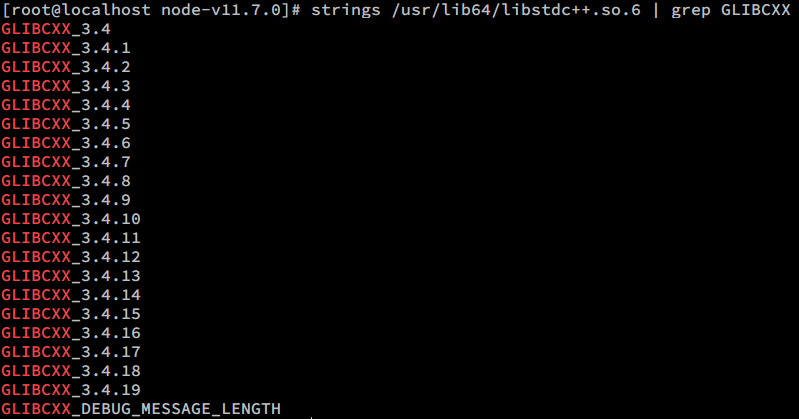 [root@localhost node-v11.7.0]# strings /usr/lib64/libstdc++.so.6 | grep GLIBCXX
GLIBCXX_3.4
GLIBCXX_3.4.1
GLIBCXX_3.4.2
GLIBCXX_3.4.3
GLIBCXX_3.4.4
GLIBCXX_3.4.5
GLIBCXX_3.4.6
GLIBCXX_3.4.7
GLIBCXX_3.4.8
GLIBCXX_3.4.9
GLIBCXX_3.4.10
GLIBCXX_3.4.11
GLIBCXX_3.4.12
GLIBCXX_3.4.13
GLIBCXX_3.4.14
GLIBCXX_3.4.15
GLIBCXX_3.4.16
GLIBCXX_3.4.17
GLIBCXX_3.4.18
GLIBCXX_3.4.19
GLIBCXX_DEBUG_MESSAGE_LENGTH